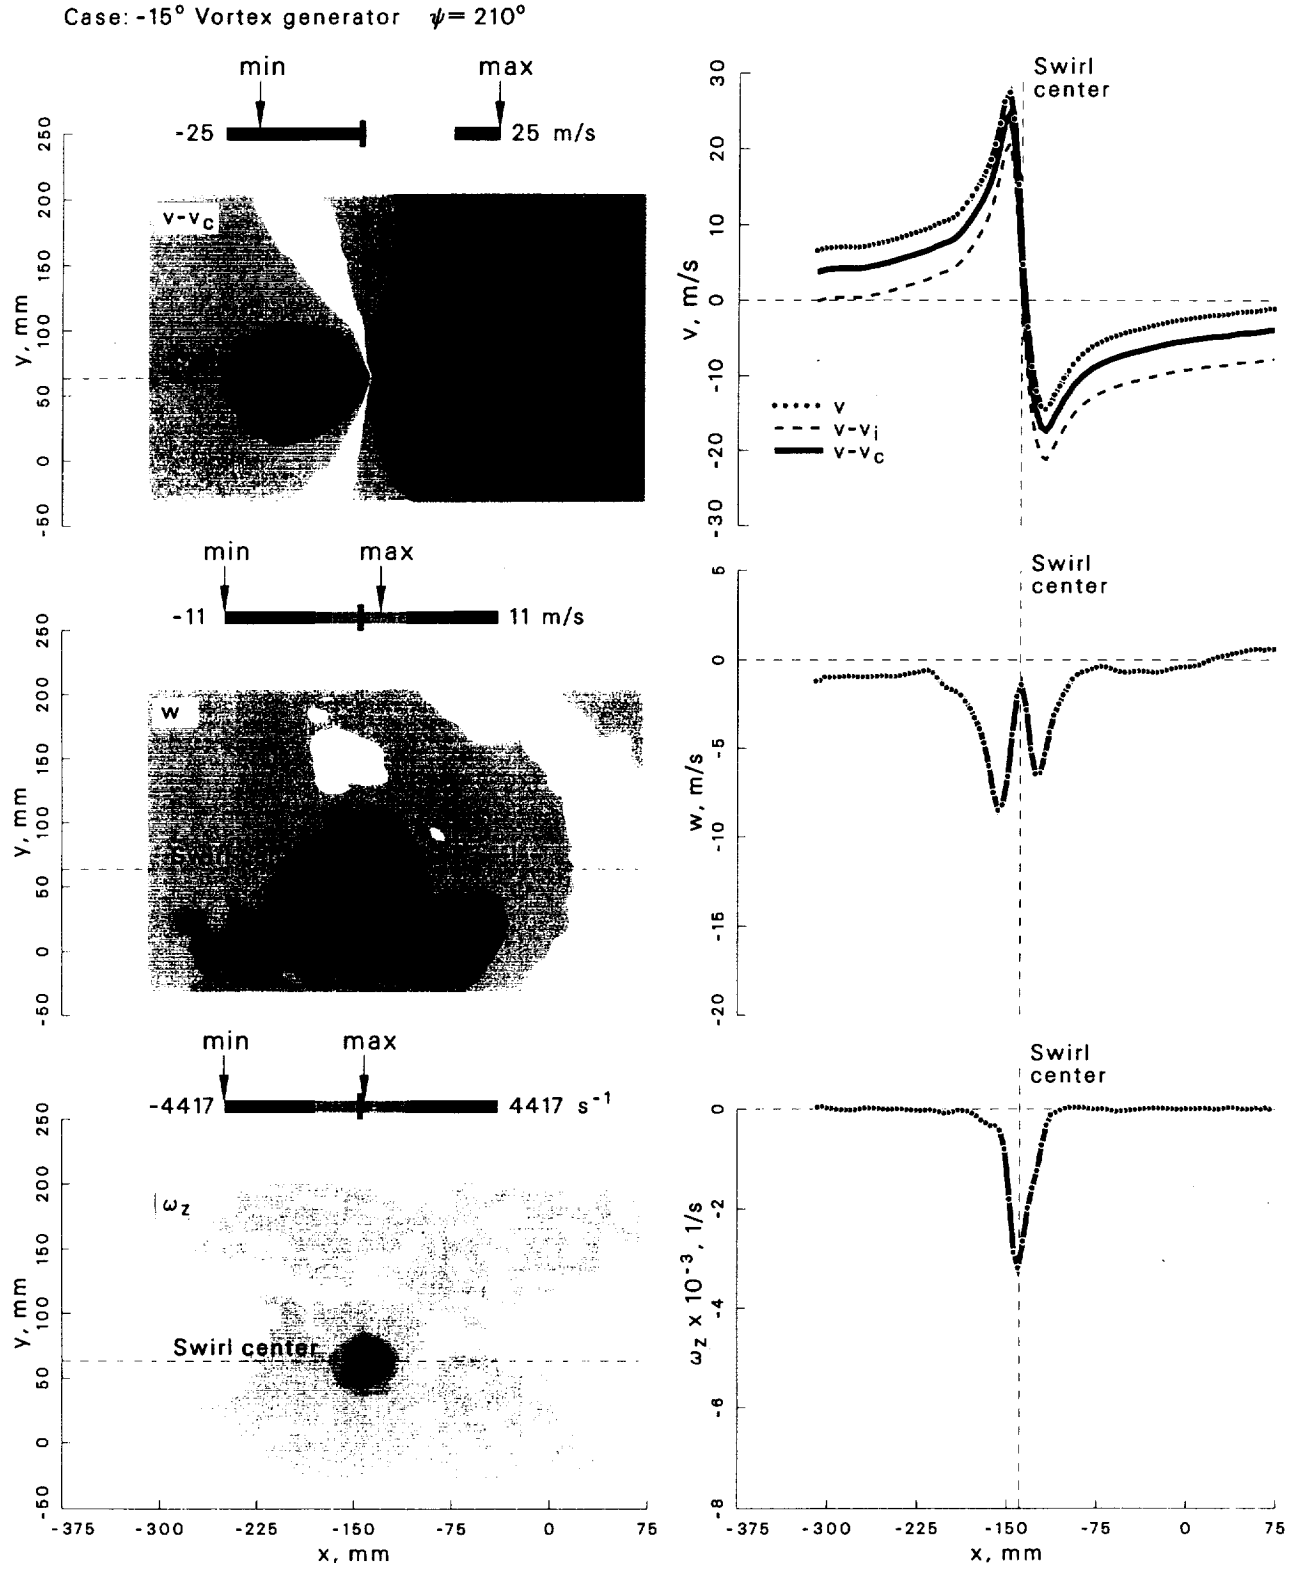 Case: -15° Vortex generator ψ= 210°
min max
-25 25 m/s
v-vc
y, mm
250
200
150
100
50
0
-50
min max
-11 11 m/s
w
Swirl cen
y, mm
250
200
150
100
50
0
-50
min max
-4417 4417 s⁻¹
ωz
Swirl center
y, mm
250
200
150
100
50
0
-50
-375 -300 -225 -150 -75 0 75
x, mm
Swirl
center
v, m/s
30
20
10
0
-10
-20
-30
v
v-vi
v-vc
Swirl
center
w, m/s
5
0
-5
-10
-15
-20
Swirl
center
ωz x 10⁻³, 1/s
0
-2
-4
-6
-8
-375 -300 -225 -150 -75 0 75
x, mm